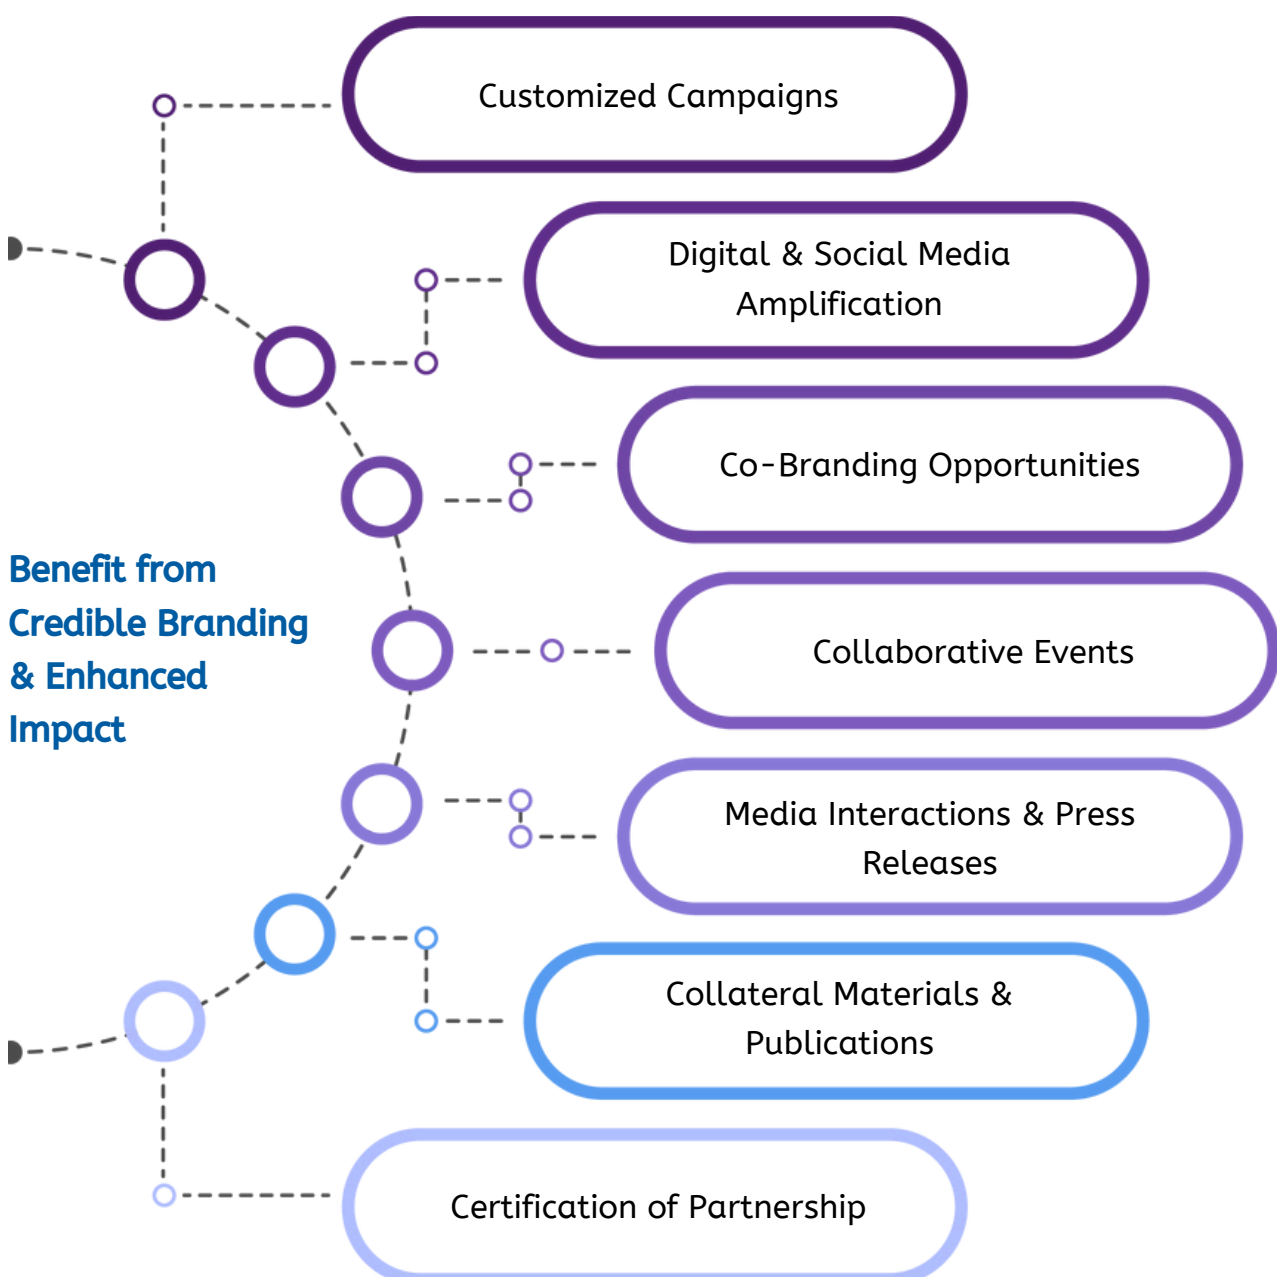 Customized Campaigns
Digital & Social Media
Amplification
Co-Branding Opportunities
Benefit from
Credible Branding
& Enhanced
Impact
Collaborative Events
Media Interactions & Press
Releases
Collateral Materials &
Publications
Certification of Partnership